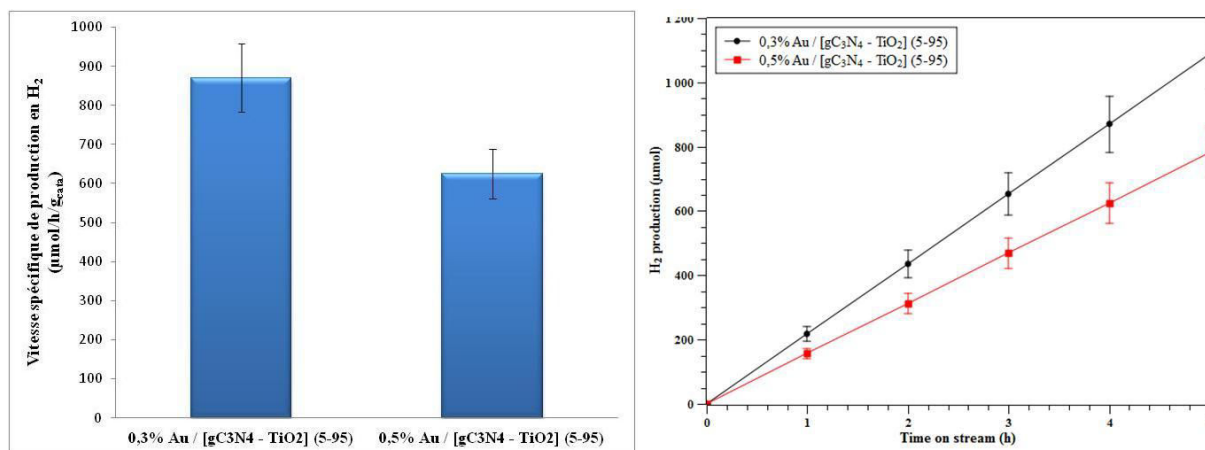 Vitesse spécifique de production en H2
(µmol/h/gcata)
1000
900
800
700
600
500
400
300
200
100
0
0,3% Au / [gC3N4 - TiO2] (5-95)
0,5% Au / [gC3N4 - TiO2] (5-95)
H2 production (µmol)
1 200
1 000
800
600
400
200
0
0,3% Au / [gC3N4 - TiO2] (5-95)
0,5% Au / [gC3N4 - TiO2] (5-95)
0
1
2
3
4
Time on stream (h)